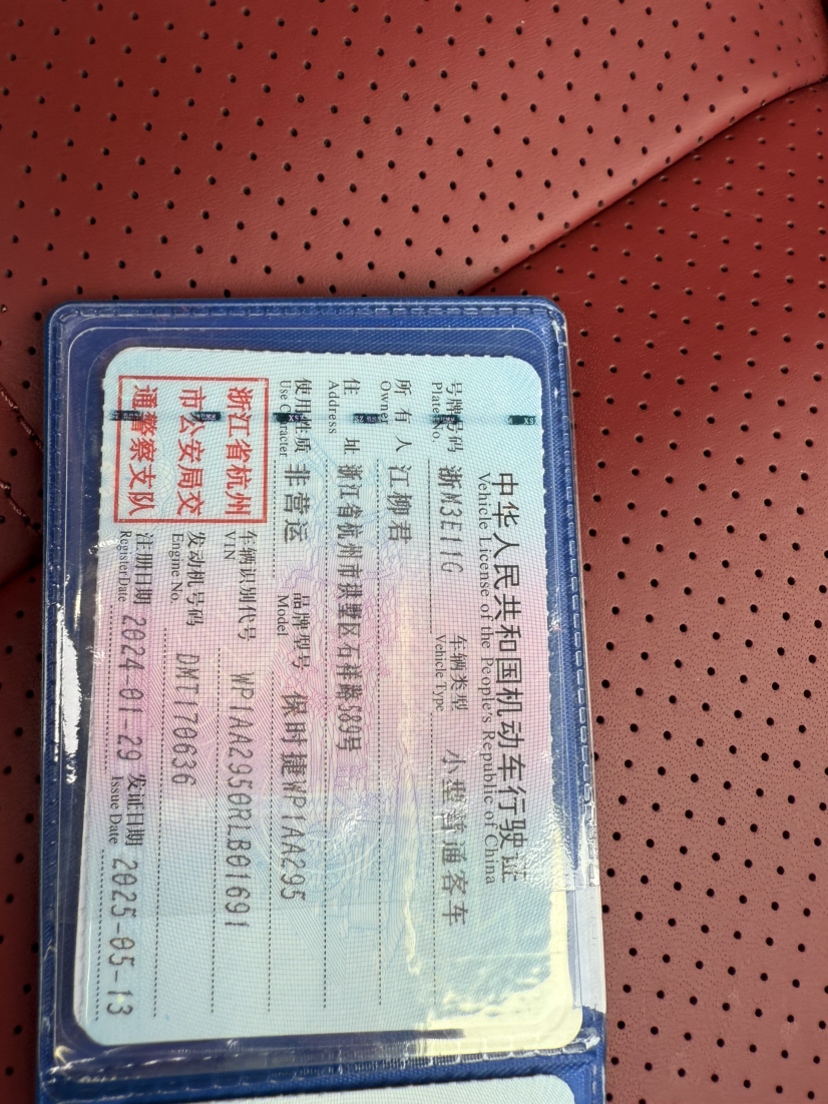 中华人民共和国机动车行驶证
Vehicle License of the People's Republic of China
号牌号码 浙M3E11G 车辆类型 小型普通客车
Plate No. Vehicle Type
所有人 江柳君
Owner
住址 浙江省杭州市拱墅区石祥路589号
Address
使用性质 非营运 品牌型号 保时捷WP1AA295
Use Character Model
浙江省杭州
市公安局交
通警察支队
车辆识别代号 WP1AA2950RLB01691
VIN
发动机号码 DMT170636
Engine No.
注册日期 2024-01-29 发证日期 2025-05-13
Register Date Issue Date